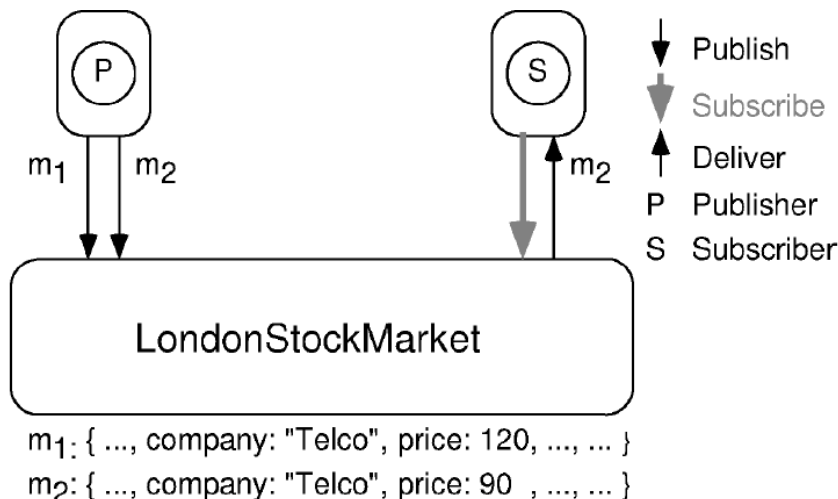 P
S
Publish
Subscribe
Deliver
P Publisher
S Subscriber
m1
m2
m2
LondonStockMarket
m1: { ..., company: "Telco", price: 120, ..., ... }
m2: { ..., company: "Telco", price: 90 , ..., ... }